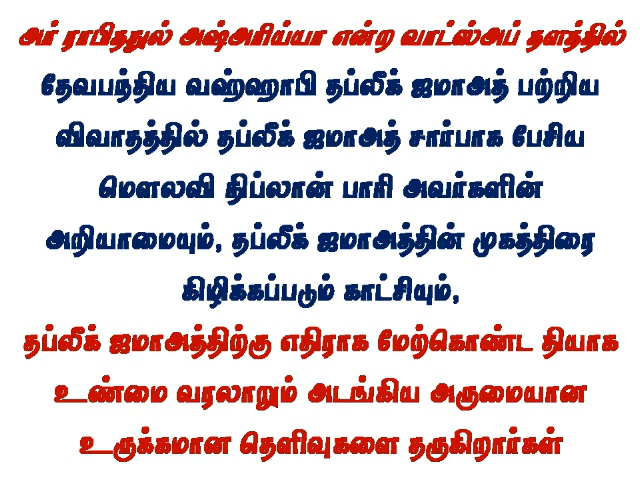 அர் ராபிததுல் அஷ்அரிய்யா என்ற வாட்ஸ்அப் தளத்தில்
தேவபந்திய வஹ்ஹாபி தப்லீக் ஜமாஅத் பற்றிய
விவாதத்தில் தப்லீக் ஜமாஅத் சார்பாக பேசிய
மௌலவி திப்லான் பாரி அவர்களின்
அறியாமையும், தப்லீக் ஜமாஅத்தின் முகத்திரை
கிழிக்கப்படும் காட்சியும்,
தப்லீக் ஜமாஅத்திற்கு எதிராக மேற்கொண்ட தியாக
உண்மை வரலாறும் அடங்கிய அருமையான
உருக்கமான தெளிவுகளை தருகிறார்கள்